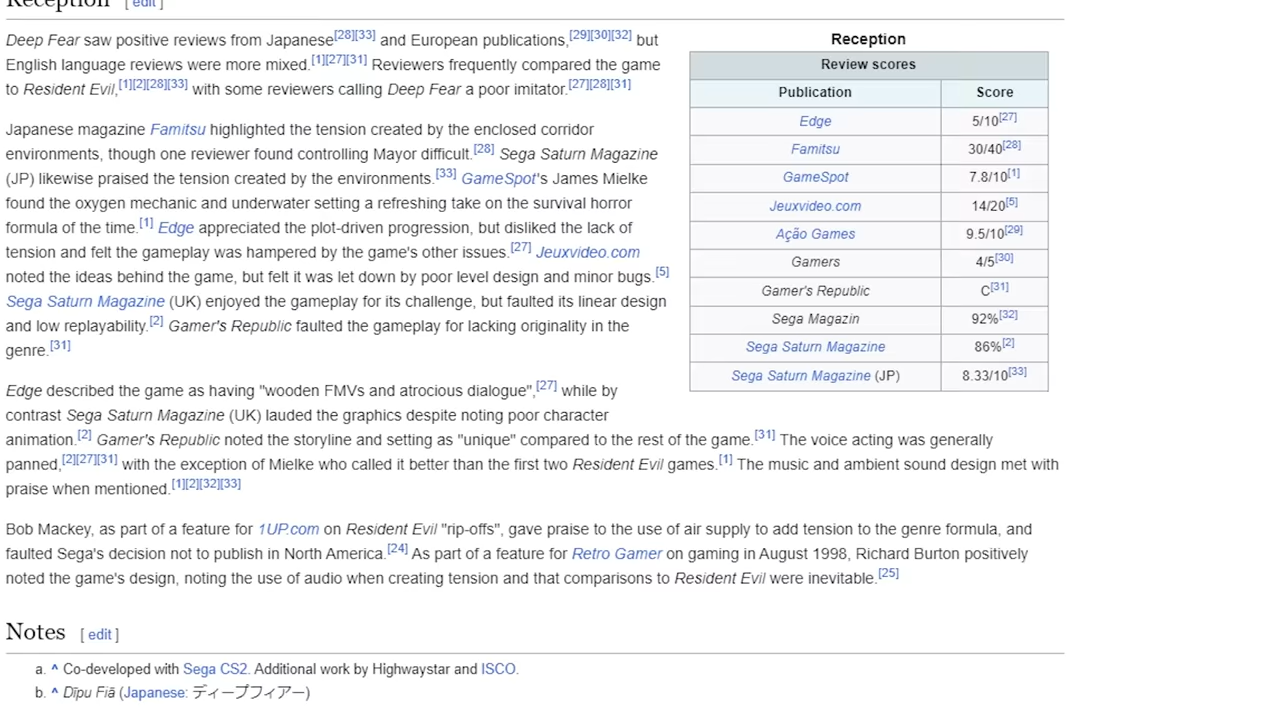 Reception [ edit ]
Deep Fear saw positive reviews from Japanese[28][33] and European publications,[29][30][32] but
English language reviews were more mixed.[1][27][31] Reviewers frequently compared the game
to Resident Evil,[1][2][28][33] with some reviewers calling Deep Fear a poor imitator.[27][28][31]
Japanese magazine Famitsu highlighted the tension created by the enclosed corridor
environments, though one reviewer found controlling Mayor difficult.[28] Sega Saturn Magazine
(JP) likewise praised the tension created by the environments.[33] GameSpot's James Mielke
found the oxygen mechanic and underwater setting a refreshing take on the survival horror
formula of the time.[1] Edge appreciated the plot-driven progression, but disliked the lack of
tension and felt the gameplay was hampered by the game's other issues.[27] Jeuxvideo.com
noted the ideas behind the game, but felt it was let down by poor level design and minor bugs.[5]
Sega Saturn Magazine (UK) enjoyed the gameplay for its challenge, but faulted its linear design
and low replayability.[2] Gamer's Republic faulted the gameplay for lacking originality in the
genre.[31]
Reception
Review scores
Publication Score
Edge 5/10[27]
Famitsu 30/40[28]
GameSpot 7.8/10[1]
Jeuxvideo.com 14/20[5]
Ação Games 9.5/10[29]
Gamers 4/5[30]
Gamer's Republic C[31]
Sega Magazin 92%[32]
Sega Saturn Magazine 86%[2]
Sega Saturn Magazine (JP) 8.33/10[33]
Edge described the game as having "wooden FMVs and atrocious dialogue",[27] while by
contrast Sega Saturn Magazine (UK) lauded the graphics despite noting poor character
animation.[2] Gamer's Republic noted the storyline and setting as "unique" compared to the rest of the game.[31] The voice acting was generally
panned,[2][27][31] with the exception of Mielke who called it better than the first two Resident Evil games.[1] The music and ambient sound design met with
praise when mentioned.[1][2][32][33]
Bob Mackey, as part of a feature for 1UP.com on Resident Evil "rip-offs", gave praise to the use of air supply to add tension to the genre formula, and
faulted Sega's decision not to publish in North America.[24] As part of a feature for Retro Gamer on gaming in August 1998, Richard Burton positively
noted the game's design, noting the use of audio when creating tension and that comparisons to Resident Evil were inevitable.[25]
Notes [ edit ]
a. ^ Co-developed with Sega CS2. Additional work by Highwaystar and ISCO.
b. ^ Dīpu Fiā (Japanese: ディープフィアー)